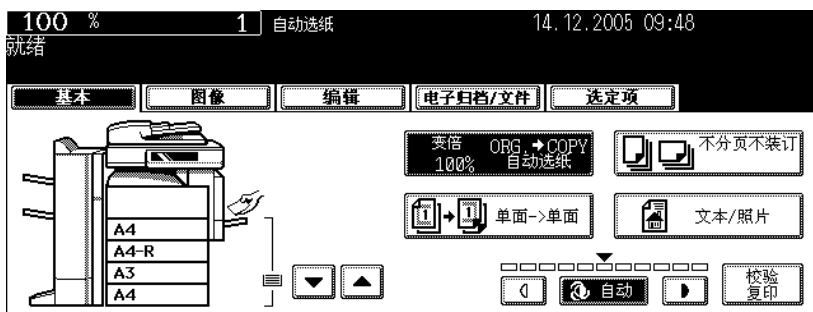 100 % 1 自动选纸 14.12.2005 09:48
就绪
基本 图像 编辑 电子归档/文件 选定项
变倍 ORG.→COPY
100% 自动选纸
不分页不装订
1→1 单面->单面
文本/照片
A4
A4-R
A3
A4
自动
校验
复印